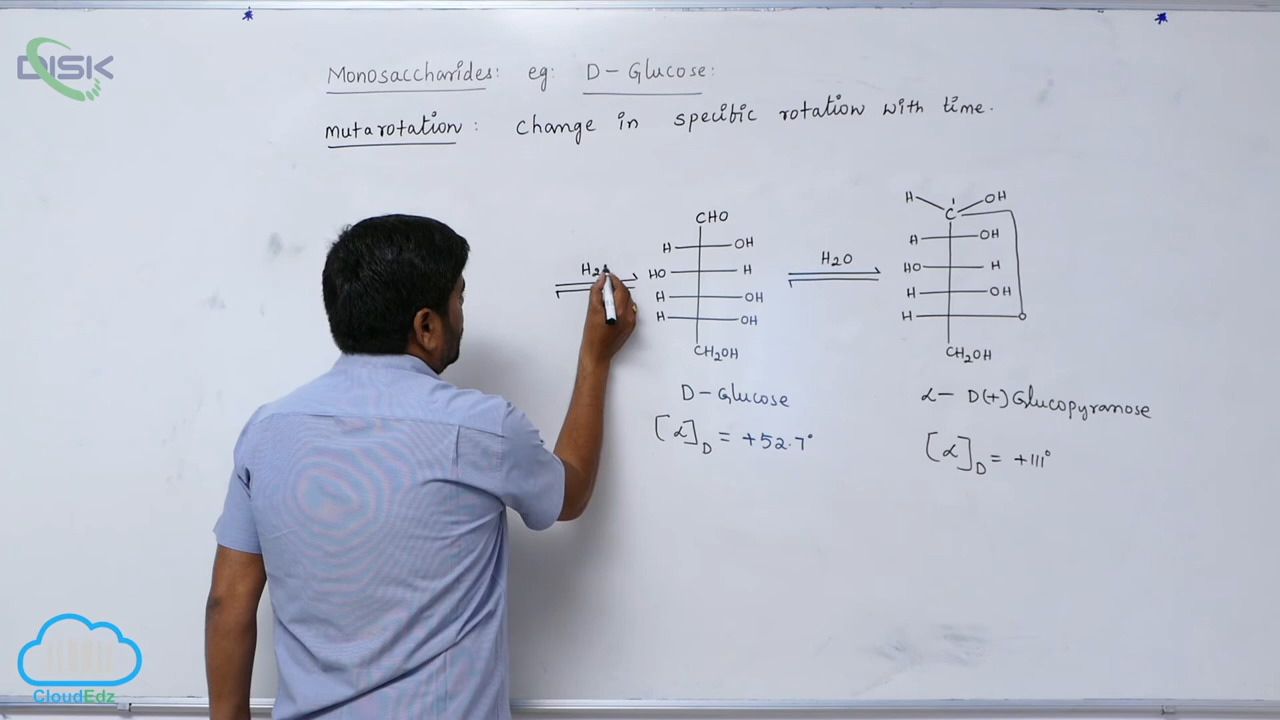 DISK
Monosaccharides: eg: D-Glucose:
Mutarotation: Change in specific rotation with time.
H2
CHO
H OH
HO H
H OH
H OH
CH2OH
D-Glucose
[α]D = +52.7°
H2O
H OH
C
H OH
HO H
H OH
H O
CH2OH
α- D(+)Glucopyranose
[α]D = +111°
CloudEdz